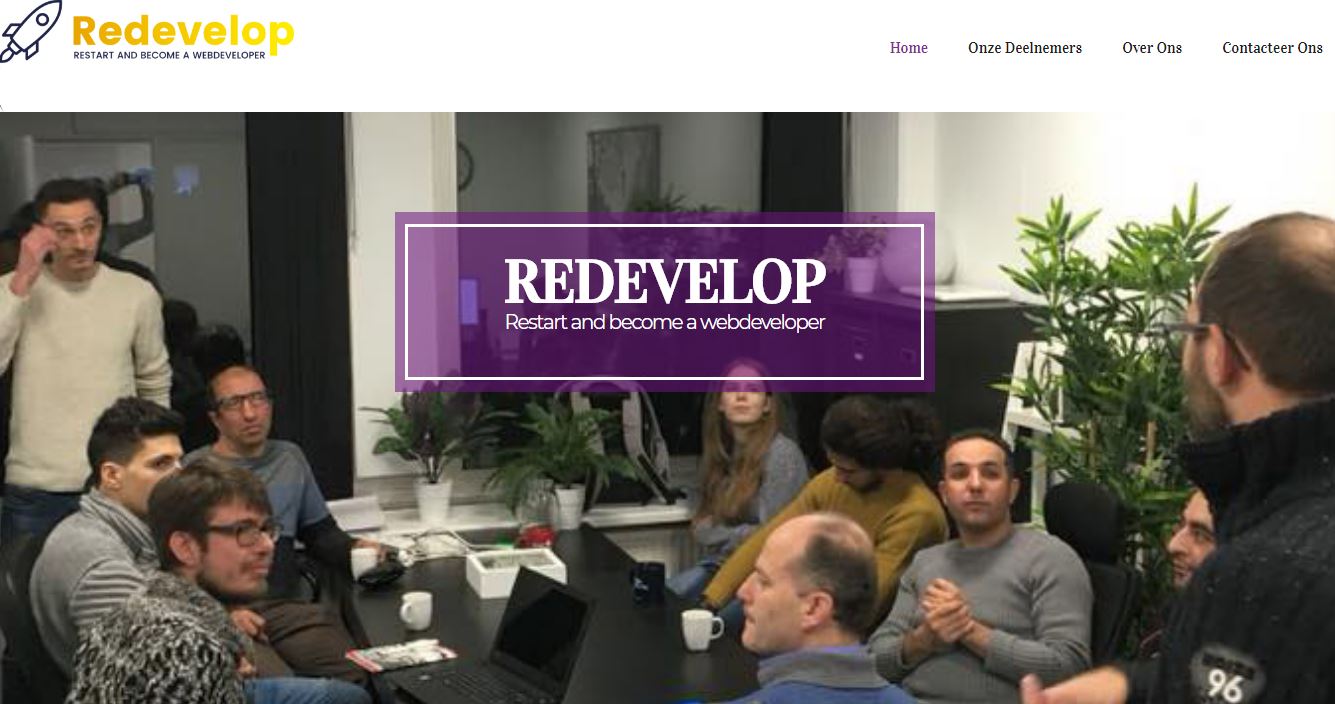 Redevelop
RESTART AND BECOME A WEBDEVELOPER
Home
Onze Deelnemers
Over Ons
Contacteer Ons
\
REDEVELOP
Restart and become a webdeveloper
96